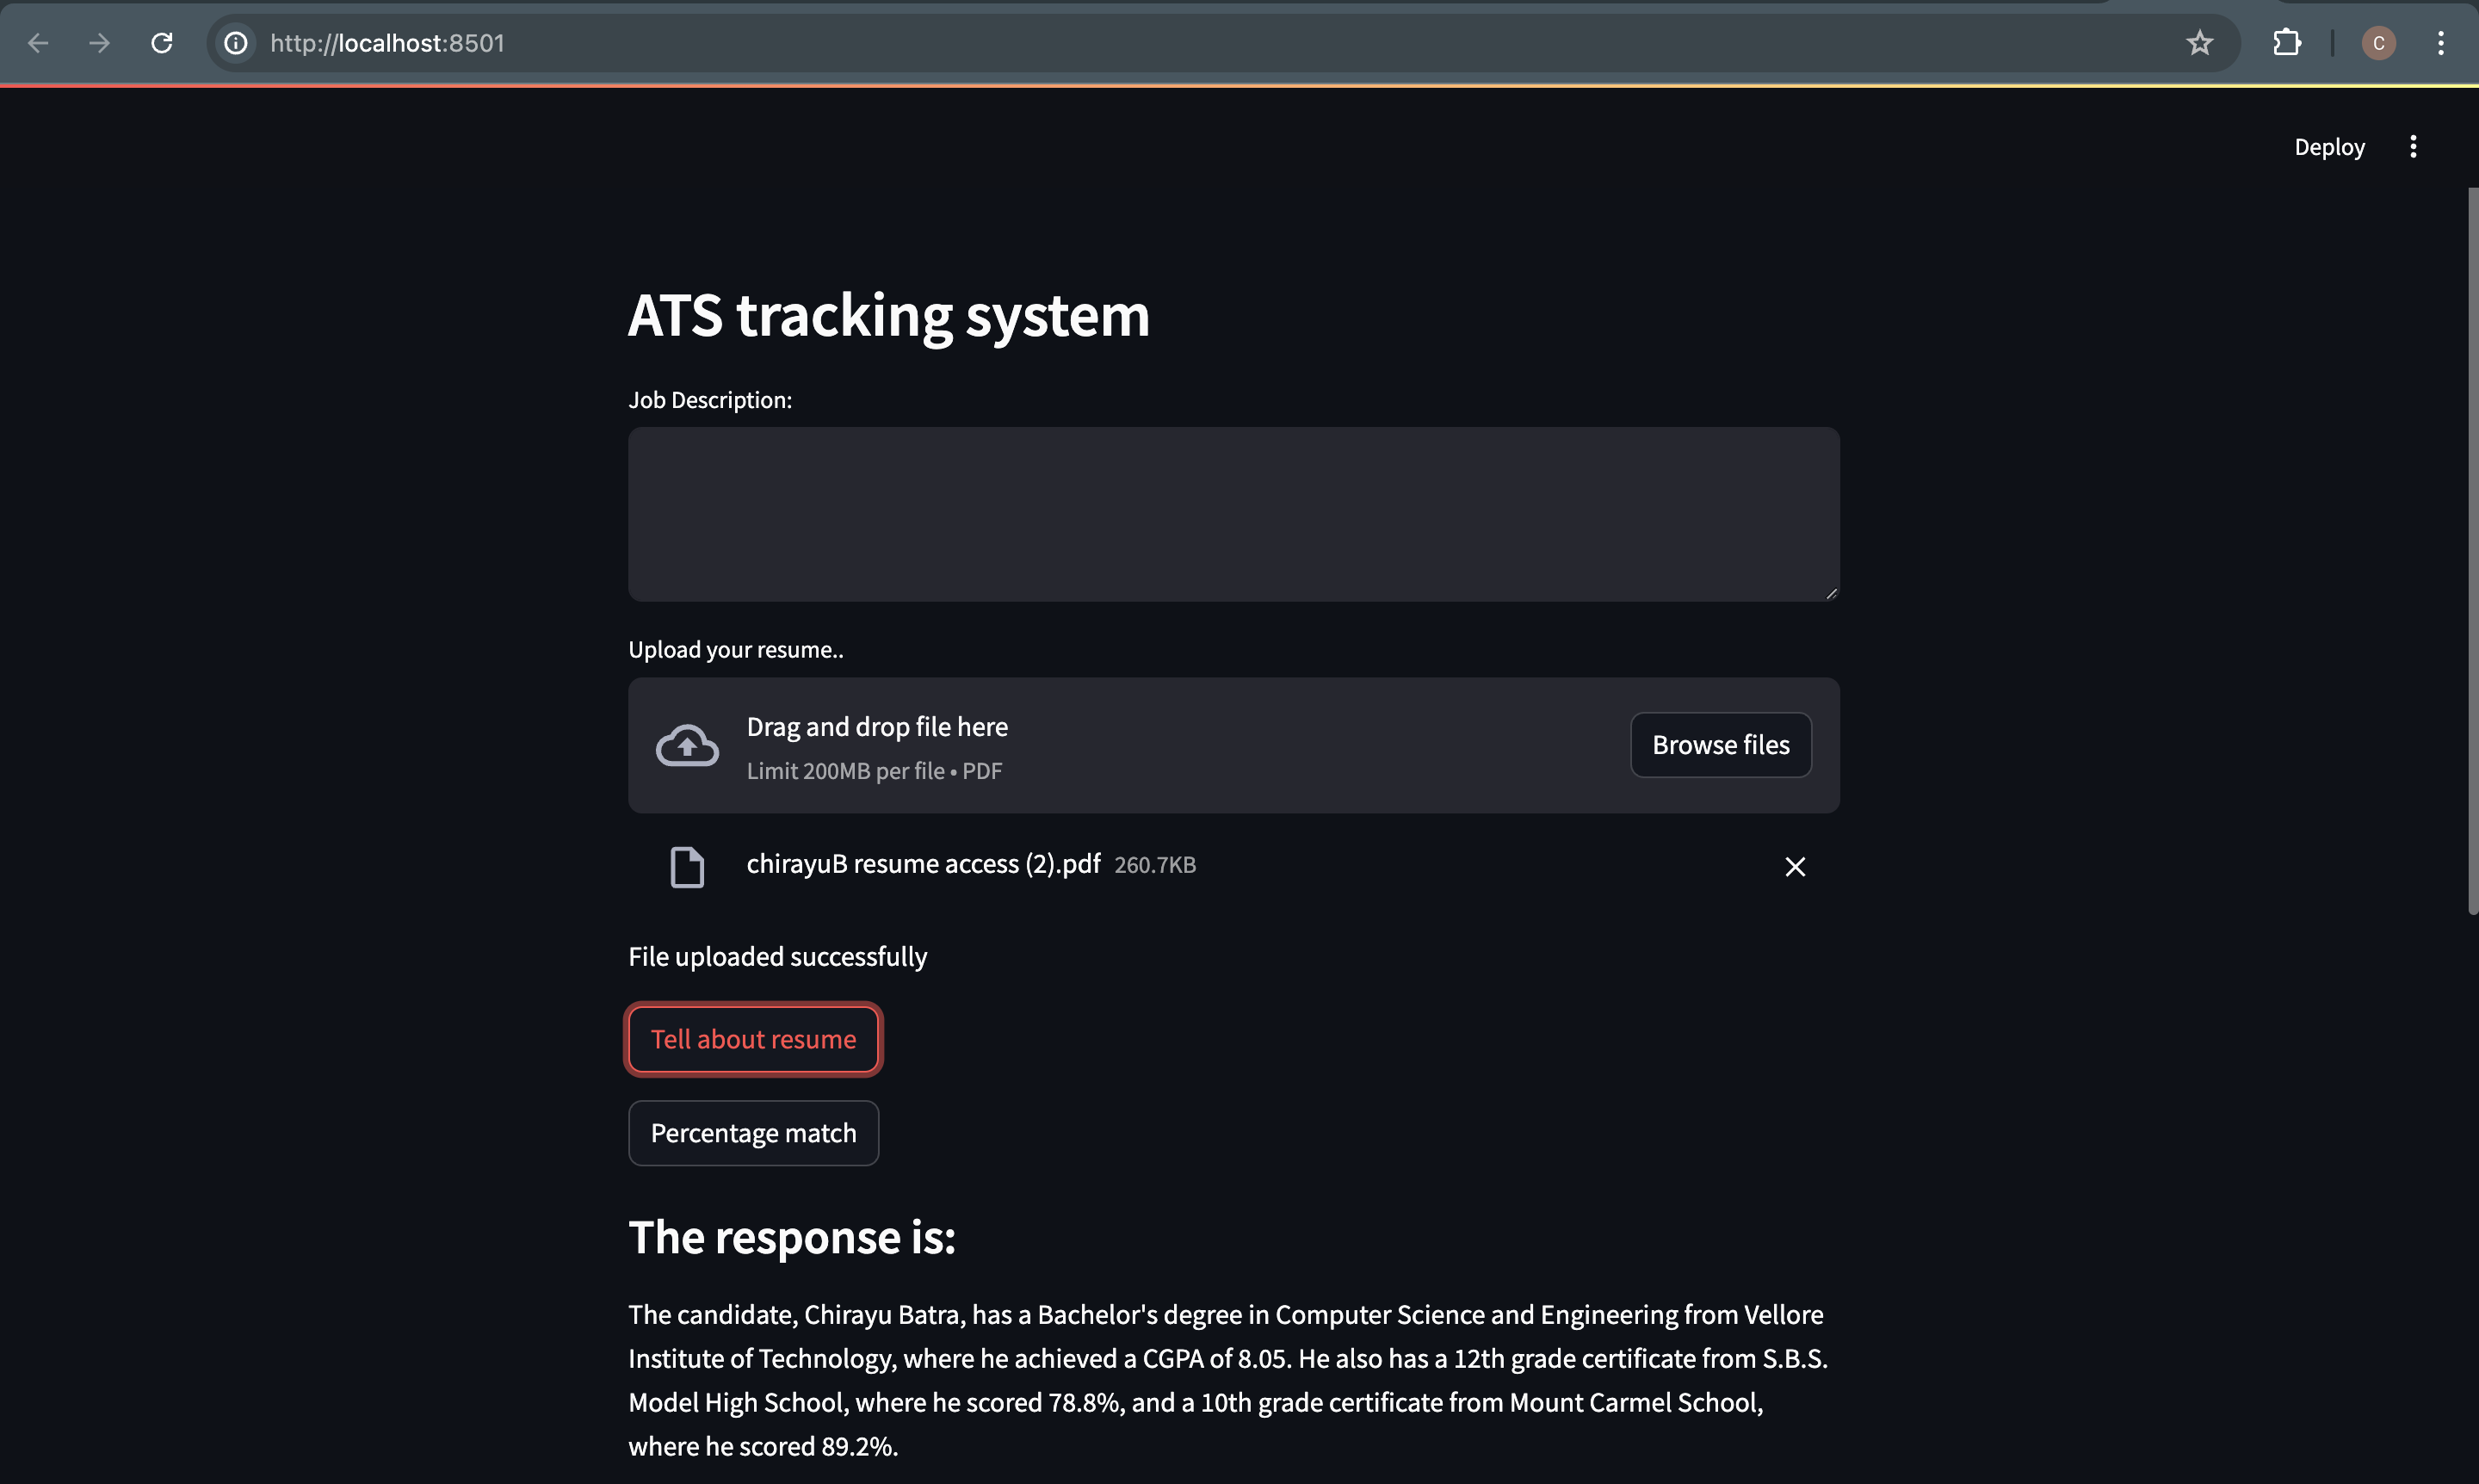 http://localhost:8501
C
Deploy
ATS tracking system
Job Description:
Upload your resume..
Drag and drop file here
Limit 200MB per file • PDF
Browse files
chirayuB resume access (2).pdf 260.7KB
File uploaded successfully
Tell about resume
Percentage match
The response is:
The candidate, Chirayu Batra, has a Bachelor's degree in Computer Science and Engineering from Vellore
Institute of Technology, where he achieved a CGPA of 8.05. He also has a 12th grade certificate from S.B.S.
Model High School, where he scored 78.8%, and a 10th grade certificate from Mount Carmel School,
where he scored 89.2%.